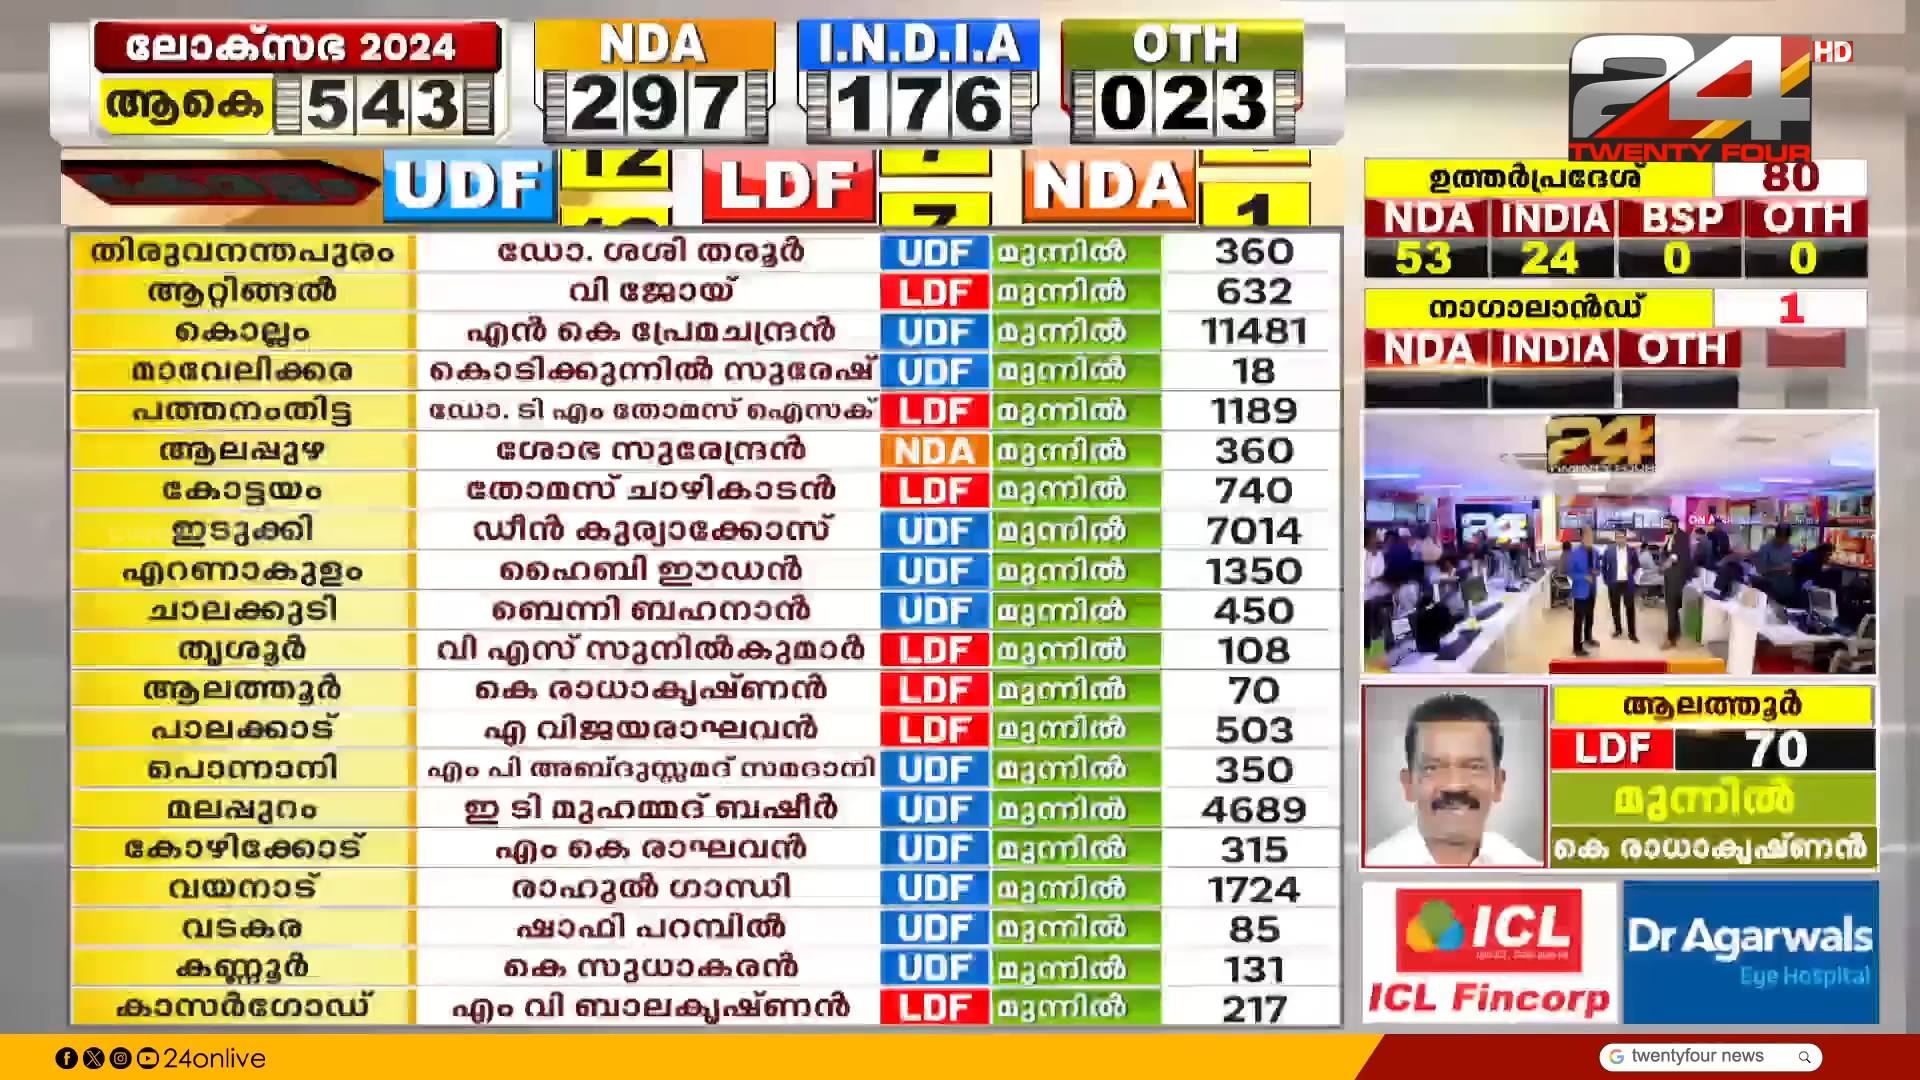 ലോക്സഭ 2024
ആകെ 543
NDA 297
I.N.D.I.A 176
OTH 023
24 HD
TWENTY FOUR
UDF 12
LDF 7
NDA 1
തിരുവനന്തപുരം ഡോ. ശശി തരൂർ UDF മുന്നിൽ 360
ആറ്റിങ്ങൽ വി ജോയ് LDF മുന്നിൽ 632
കൊല്ലം എൻ കെ പ്രേമചന്ദ്രൻ UDF മുന്നിൽ 11481
മാവേലിക്കര കൊടിക്കുന്നിൽ സുരേഷ് UDF മുന്നിൽ 18
പത്തനംതിട്ട ഡോ. ടി എം തോമസ് ഐസക് LDF മുന്നിൽ 1189
ആലപ്പുഴ ശോഭ സുരേന്ദ്രൻ NDA മുന്നിൽ 360
കോട്ടയം തോമസ് ചാഴികാടൻ LDF മുന്നിൽ 740
ഇടുക്കി ഡീൻ കുര്യാക്കോസ് UDF മുന്നിൽ 7014
എറണാകുളം ഹൈബി ഈഡൻ UDF മുന്നിൽ 1350
ചാലക്കുടി ബെന്നി ബഹനാൻ UDF മുന്നിൽ 450
തൃശൂർ വി എസ് സുനിൽകുമാർ LDF മുന്നിൽ 108
ആലത്തൂർ കെ രാധാകൃഷ്ണൻ LDF മുന്നിൽ 70
പാലക്കാട് എ വിജയരാഘവൻ LDF മുന്നിൽ 503
പൊന്നാനി എം പി അബ്ദുസ്സമദ് സമദാനി UDF മുന്നിൽ 350
മലപ്പുറം ഇ ടി മുഹമ്മദ് ബഷീർ UDF മുന്നിൽ 4689
കോഴിക്കോട് എം കെ രാഘവൻ UDF മുന്നിൽ 315
വയനാട് രാഹുൽ ഗാന്ധി UDF മുന്നിൽ 1724
വടകര ഷാഫി പറമ്പിൽ UDF മുന്നിൽ 85
കണ്ണൂർ കെ സുധാകരൻ UDF മുന്നിൽ 131
കാസർഗോഡ് എം വി ബാലകൃഷ്ണൻ LDF മുന്നിൽ 217
ഉത്തർപ്രദേശ് 80
NDA INDIA BSP OTH
53 24 0 0
നാഗാലാൻഡ് 1
NDA INDIA OTH
24
TWENTY FOUR
ആലത്തൂർ
LDF 70
മുന്നിൽ
കെ രാധാകൃഷ്ണൻ
ICL
ICL Fincorp
Dr Agarwals
Eye Hospital
24onlive
twentyfour news